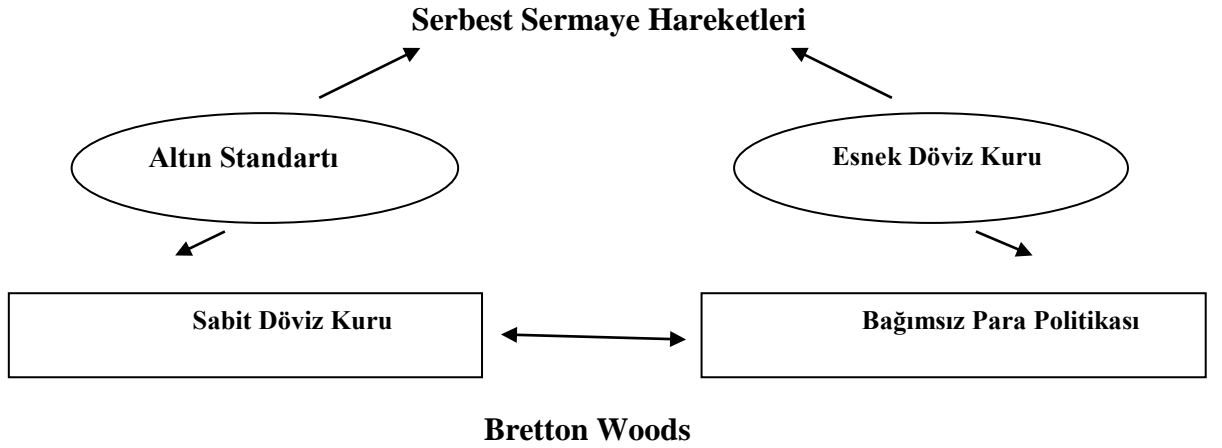 Serbest Sermaye Hareketleri
Altın Standartı
Esnek Döviz Kuru
Sabit Döviz Kuru
Bağımsız Para Politikası
Bretton Woods